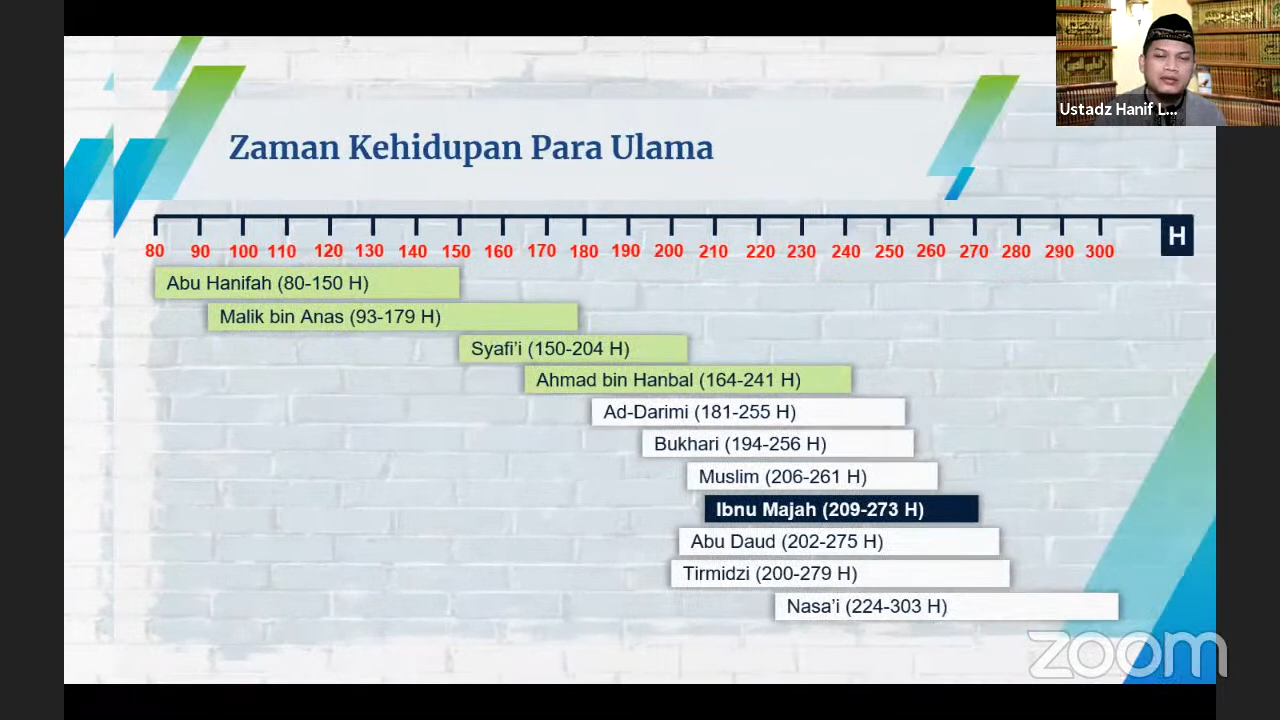 Ustadz Hanif L...
Zaman Kehidupan Para Ulama
80 90 100 110 120 130 140 150 160 170 180 190 200 210 220 230 240 250 260 270 280 290 300
H
Abu Hanifah (80-150 H)
Malik bin Anas (93-179 H)
Syafi'i (150-204 H)
Ahmad bin Hanbal (164-241 H)
Ad-Darimi (181-255 H)
Bukhari (194-256 H)
Muslim (206-261 H)
Ibnu Majah (209-273 H)
Abu Daud (202-275 H)
Tirmidzi (200-279 H)
Nasa'i (224-303 H)
zoom